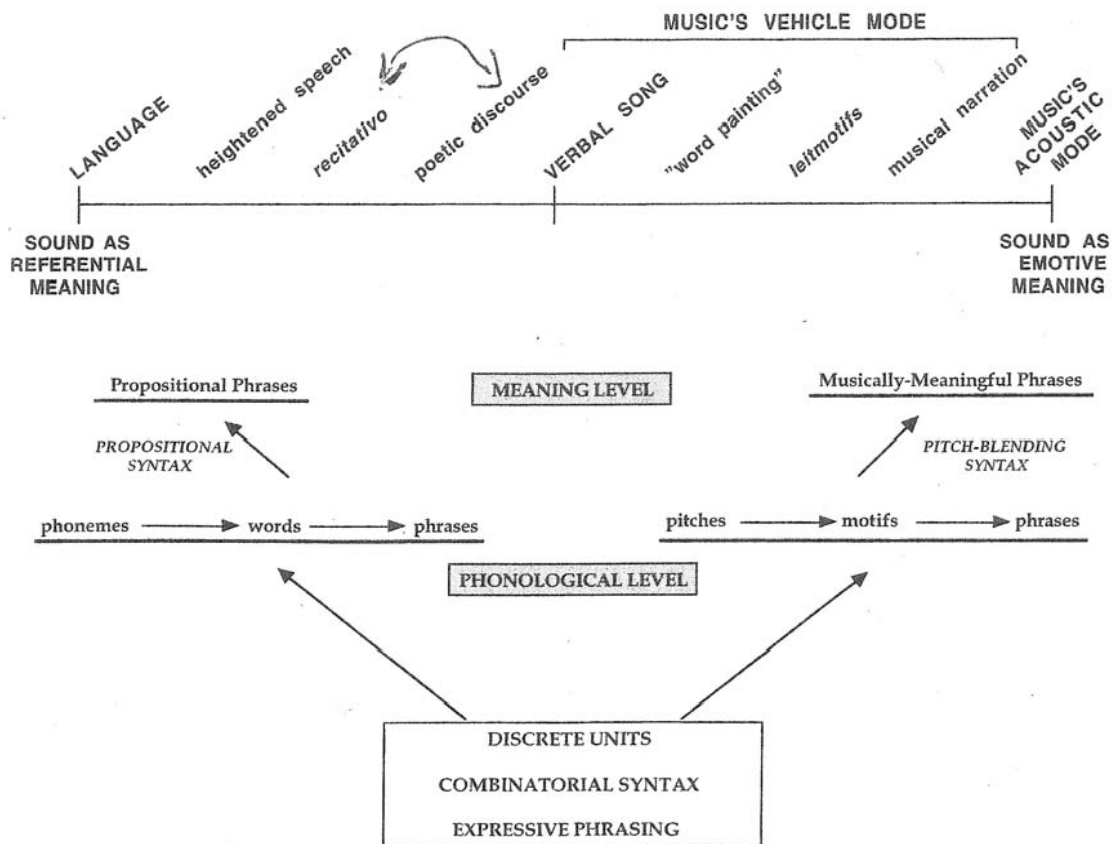 MUSIC'S VEHICLE MODE
LANGUAGE
heightened speech
recitativo
poetic discourse
VERBAL SONG
"word painting"
leitmotifs
musical narration
MUSIC'S
ACOUSTIC
MODE
SOUND AS
REFERENTIAL
MEANING
SOUND AS
EMOTIVE
MEANING
Propositional Phrases
MEANING LEVEL
Musically-Meaningful Phrases
PROPOSITIONAL
SYNTAX
PITCH-BLENDING
SYNTAX
phonemes words phrases
pitches motifs phrases
PHONOLOGICAL LEVEL
DISCRETE UNITS
COMBINATORIAL SYNTAX
EXPRESSIVE PHRASING